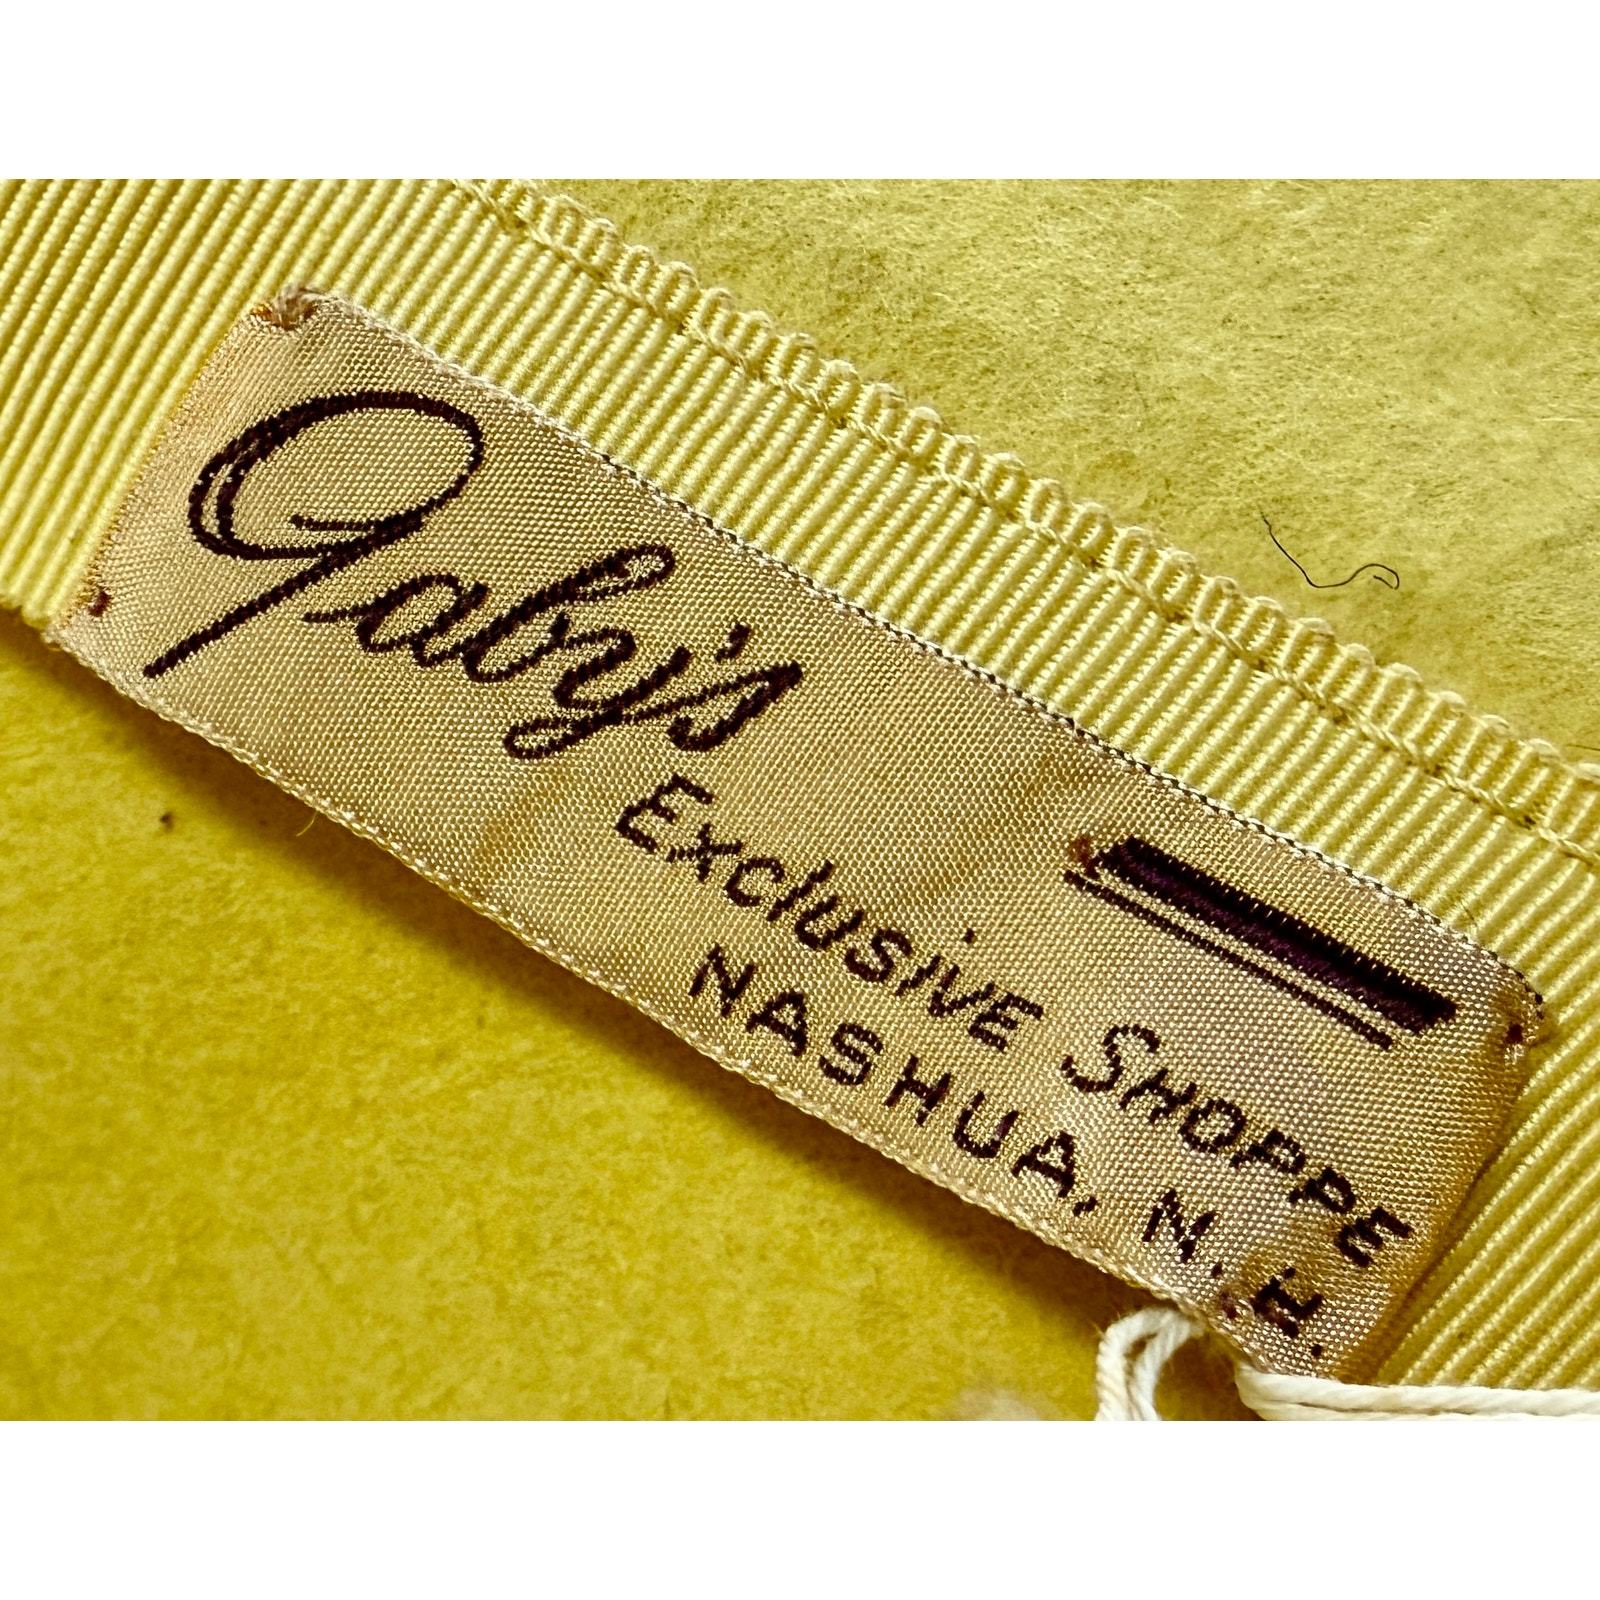 Gaby's
Exclusive Shoppe
NASHUA, N. H.